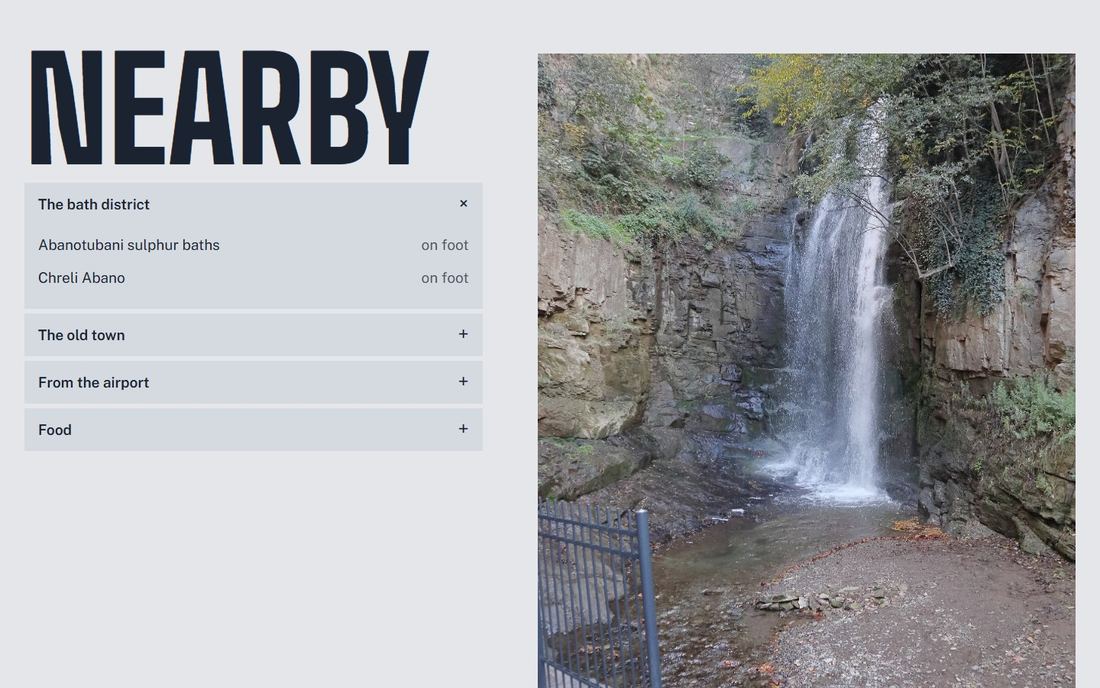 NEARBY
The bath district ×
Abanotubani sulphur baths on foot
Chreli Abano on foot
The old town +
From the airport +
Food +